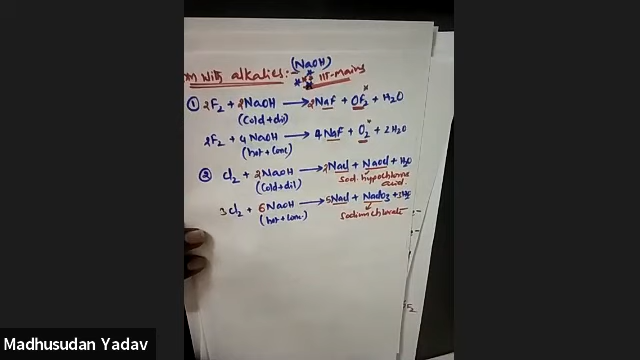 m with alkalies:- (NaOH) ** IIT-Mains
① 2F2 + 2NaOH → 2NaF + OF2* + H2O
(Cold+dil)
2F2 + 4NaOH → 4NaF + O2* + 2H2O
(hot+conc.)
② Cl2 + 2NaOH → 2NaCl + NaOCl + H2O
(Cold+dil) Sod. hypochlorous acid.
3Cl2 + 6NaOH → 5NaCl + NaClO3 + 3H2O
(hot+conc.) Sodium chlorate
F2
Madhusudan Yadav